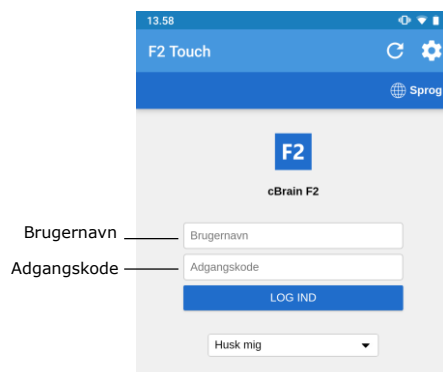 13.58
F2 Touch
Sprog
F2
cBrain F2
Brugernavn
Brugernavn
Adgangskode
Adgangskode
LOG IND
Husk mig